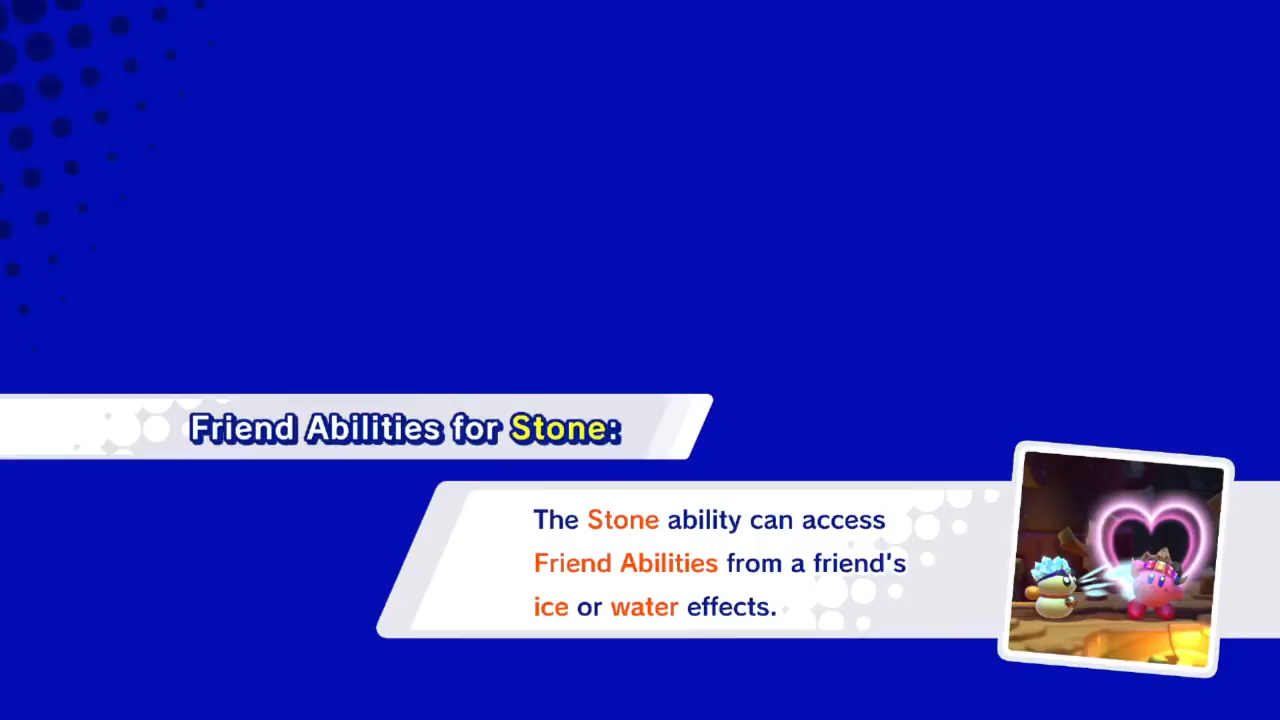 Friend Abilities for Stone:
The Stone ability can access
Friend Abilities from a friend's
ice or water effects.